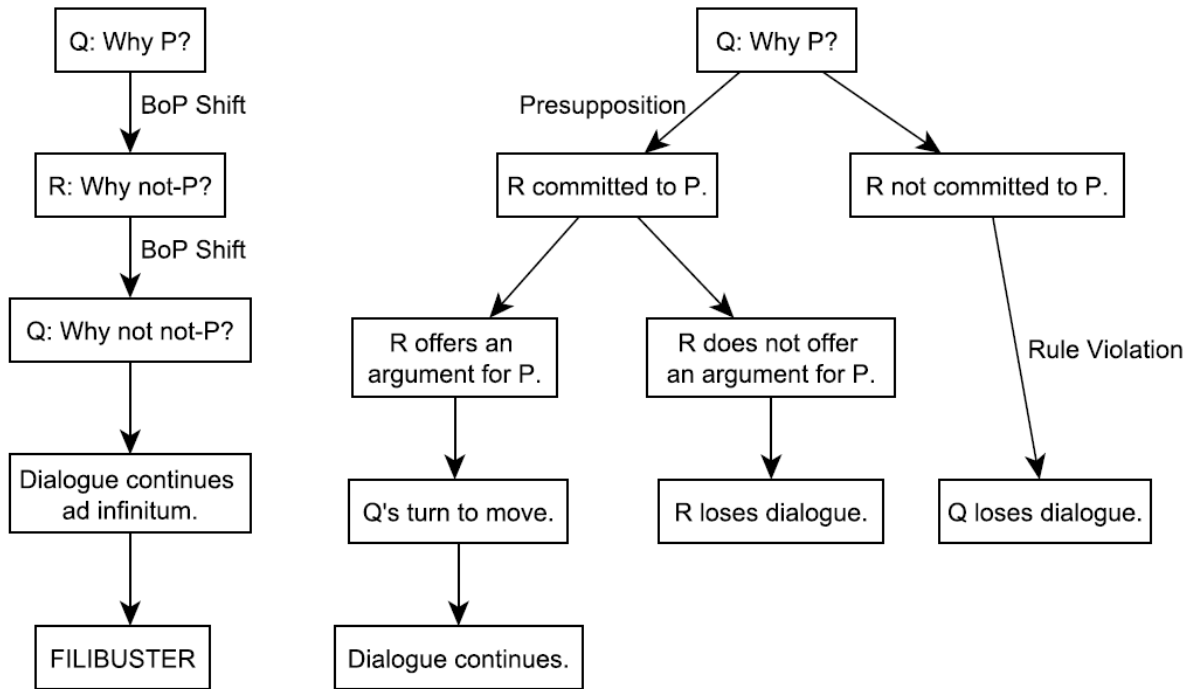 Q: Why P?
BoP Shift
R: Why not-P?
BoP Shift
Q: Why not not-P?
Dialogue continues
ad infinitum.
FILIBUSTER
Q: Why P?
Presupposition
R committed to P.
R not committed to P.
R offers an
argument for P.
R does not offer
an argument for P.
Rule Violation
Q's turn to move.
R loses dialogue.
Q loses dialogue.
Dialogue continues.